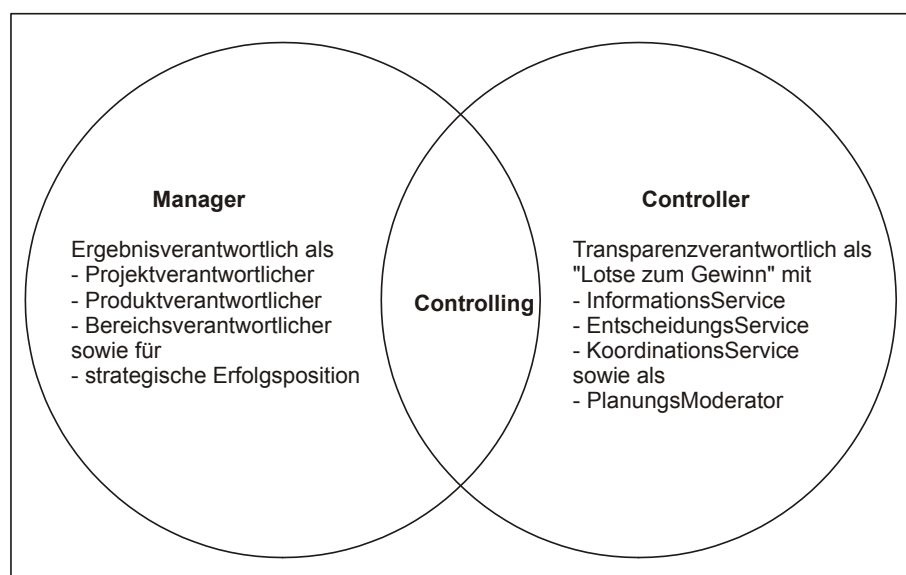 Manager
Ergebnisverantwortlich als
- Projektverantwortlicher
- Produktverantwortlicher
- Bereichsverantwortlicher
sowie für
- strategische Erfolgsposition
Controlling
Controller
Transparenzverantwortlich als
"Lotse zum Gewinn" mit
- InformationsService
- EntscheidungsService
- KoordinationsService
sowie als
- PlanungsModerator